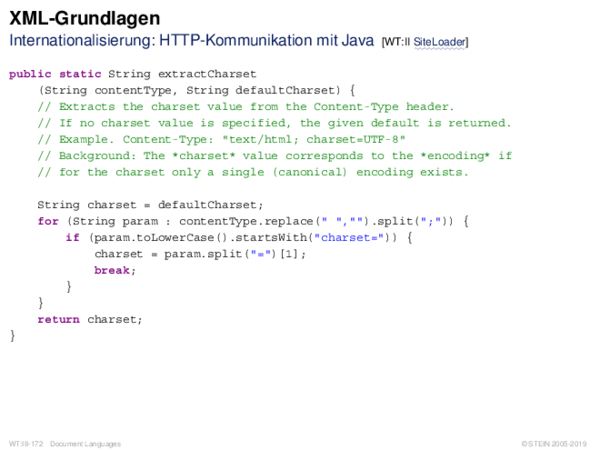 XML-Grundlagen
Internationalisierung: HTTP-Kommunikation mit Java [WT:II SiteLoader]
public static String extractCharset
(String contentType, String defaultCharset) {
// Extracts the charset value from the Content-Type header.
// If no charset value is specified, the given default is returned.
// Example. Content-Type: "text/html; charset=UTF-8"
// Background: The *charset* value corresponds to the *encoding* if
// for the charset only a single (canonical) encoding exists.
String charset = defaultCharset;
for (String param : contentType.replace(" ","").split(";")) {
if (param.toLowerCase().startsWith("charset=")) {
charset = param.split("=")[1];
break;
}
}
return charset;
}
WT:II-172 Document Languages © STEIN 2005-2019